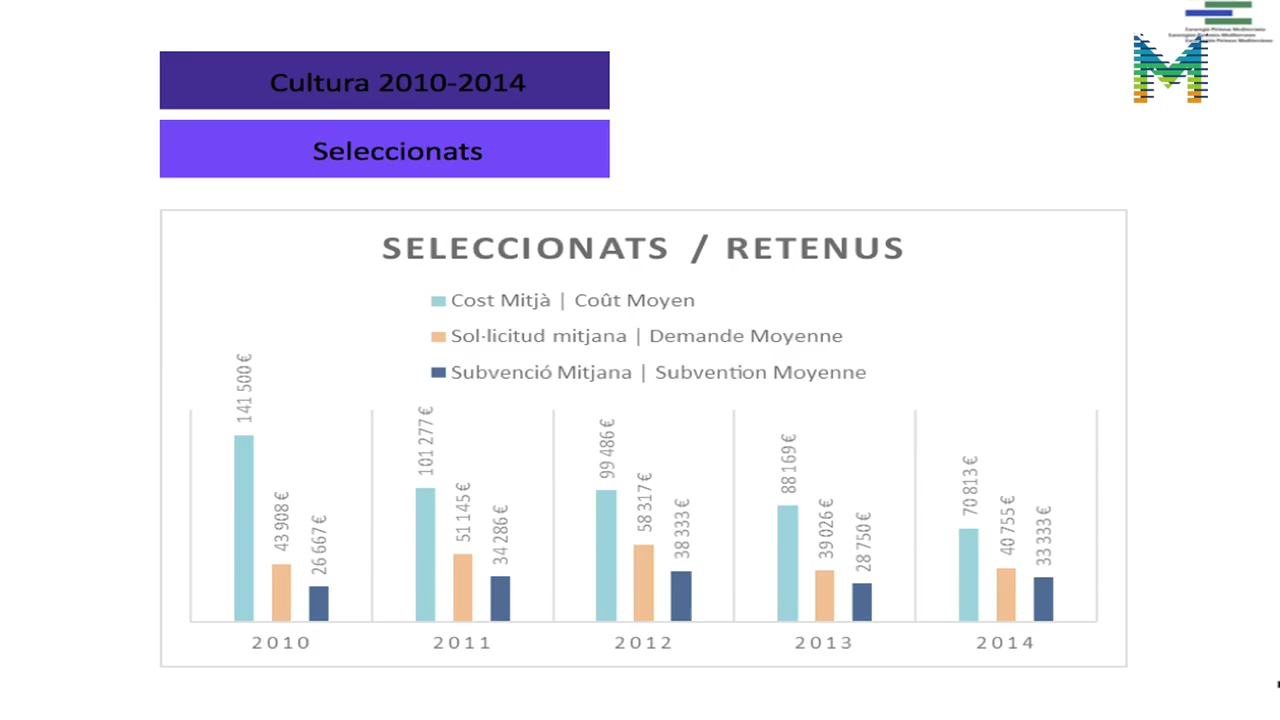 Cultura 2010-2014
Seleccionats
SELECCIONATS / RETENUS
Cost Mitjà | Coût Moyen
Sol·licitud mitjana | Demande Moyenne
Subvenció Mitjana | Subvention Moyenne
141 500 €
43 908 €
26 667 €
101 277 €
51 145 €
34 286 €
99 486 €
58 317 €
38 333 €
88 169 €
39 026 €
28 750 €
70 813 €
40 755 €
33 333 €
2010
2011
2012
2013
2014